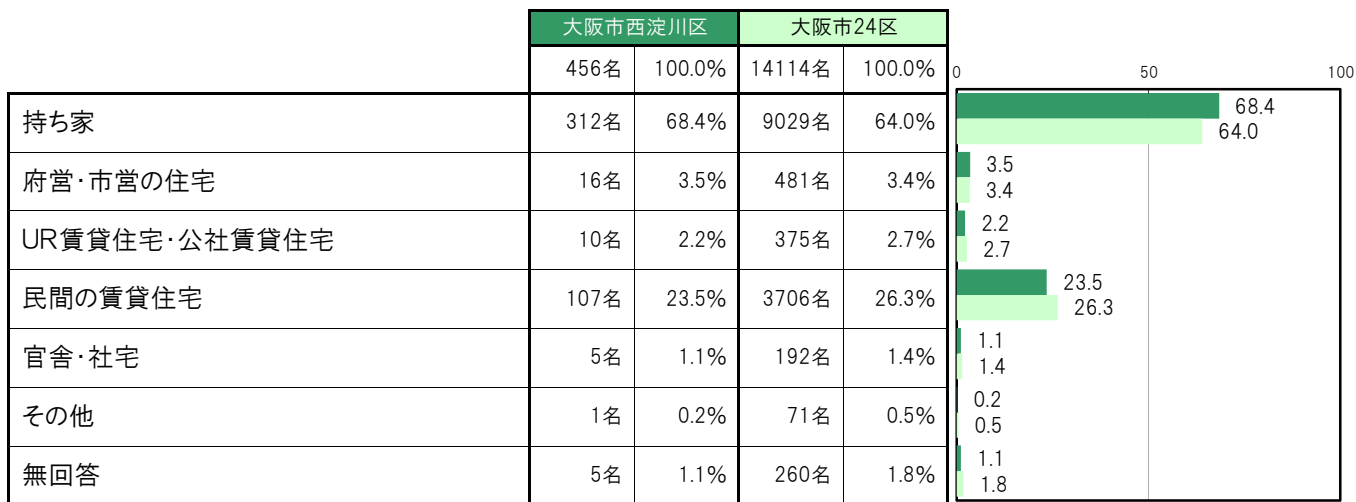 大阪市西淀川区 大阪市24区
456名 100.0% 14114名 100.0% 0 50 100
持ち家 312名 68.4% 9029名 64.0% 68.4
64.0
府営・市営の住宅 16名 3.5% 481名 3.4% 3.5
3.4
UR賃貸住宅・公社賃貸住宅 10名 2.2% 375名 2.7% 2.2
2.7
民間の賃貸住宅 107名 23.5% 3706名 26.3% 23.5
26.3
官舎・社宅 5名 1.1% 192名 1.4% 1.1
1.4
その他 1名 0.2% 71名 0.5% 0.2
0.5
無回答 5名 1.1% 260名 1.8% 1.1
1.8